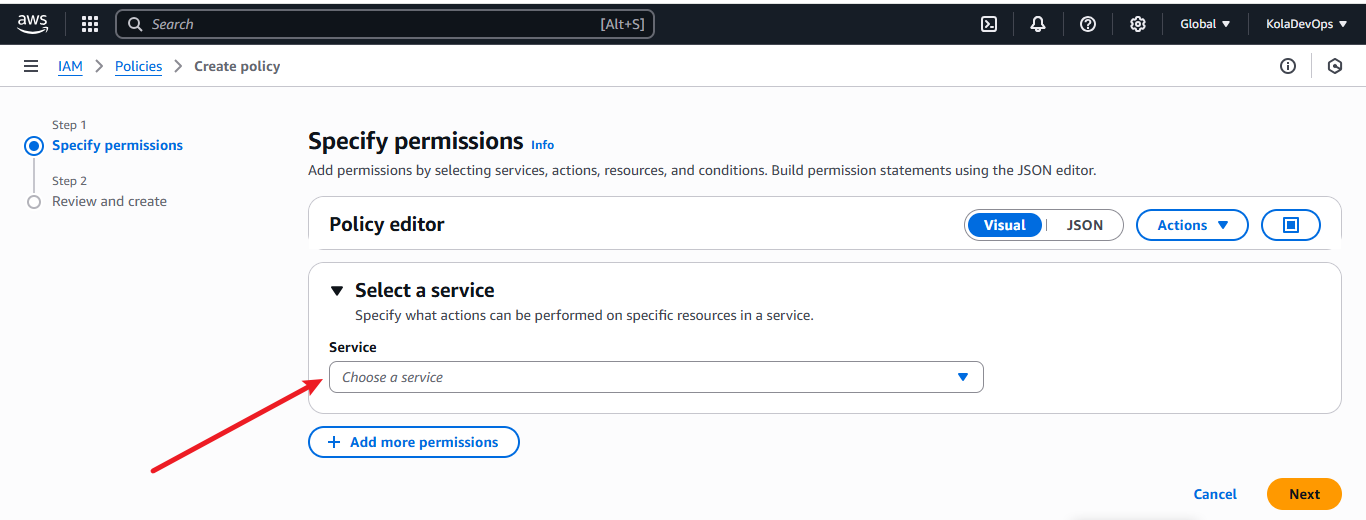 aws
Search [Alt+S] Global KolaDevOps
IAM Policies Create policy
Step 1
Specify permissions
Step 2
Review and create
Specify permissions Info
Add permissions by selecting services, actions, resources, and conditions. Build permission statements using the JSON editor.
Policy editor Visual JSON Actions
Select a service
Specify what actions can be performed on specific resources in a service.
Service
Choose a service
+ Add more permissions
Cancel Next